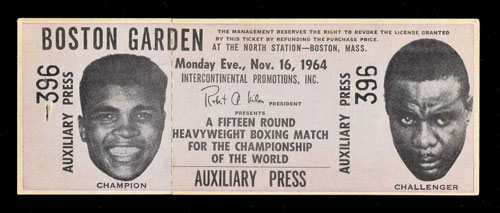 BOSTON GARDEN
THE MANAGEMENT RESERVES THE RIGHT TO REVOKE THE LICENSE GRANTED
BY THIS TICKET BY REFUNDING THE PURCHASE PRICE.
AT THE NORTH STATION—BOSTON, MASS.
396
AUXILIARY PRESS
CHAMPION
Monday Eve., Nov. 16, 1964
INTERCONTINENTAL PROMOTIONS, INC.
Robert A. Nilon
PRESIDENT
PRESENTS
A FIFTEEN ROUND
HEAVYWEIGHT BOXING MATCH
FOR THE CHAMPIONSHIP
OF THE WORLD
AUXILIARY PRESS
396
AUXILIARY PRESS
CHALLENGER